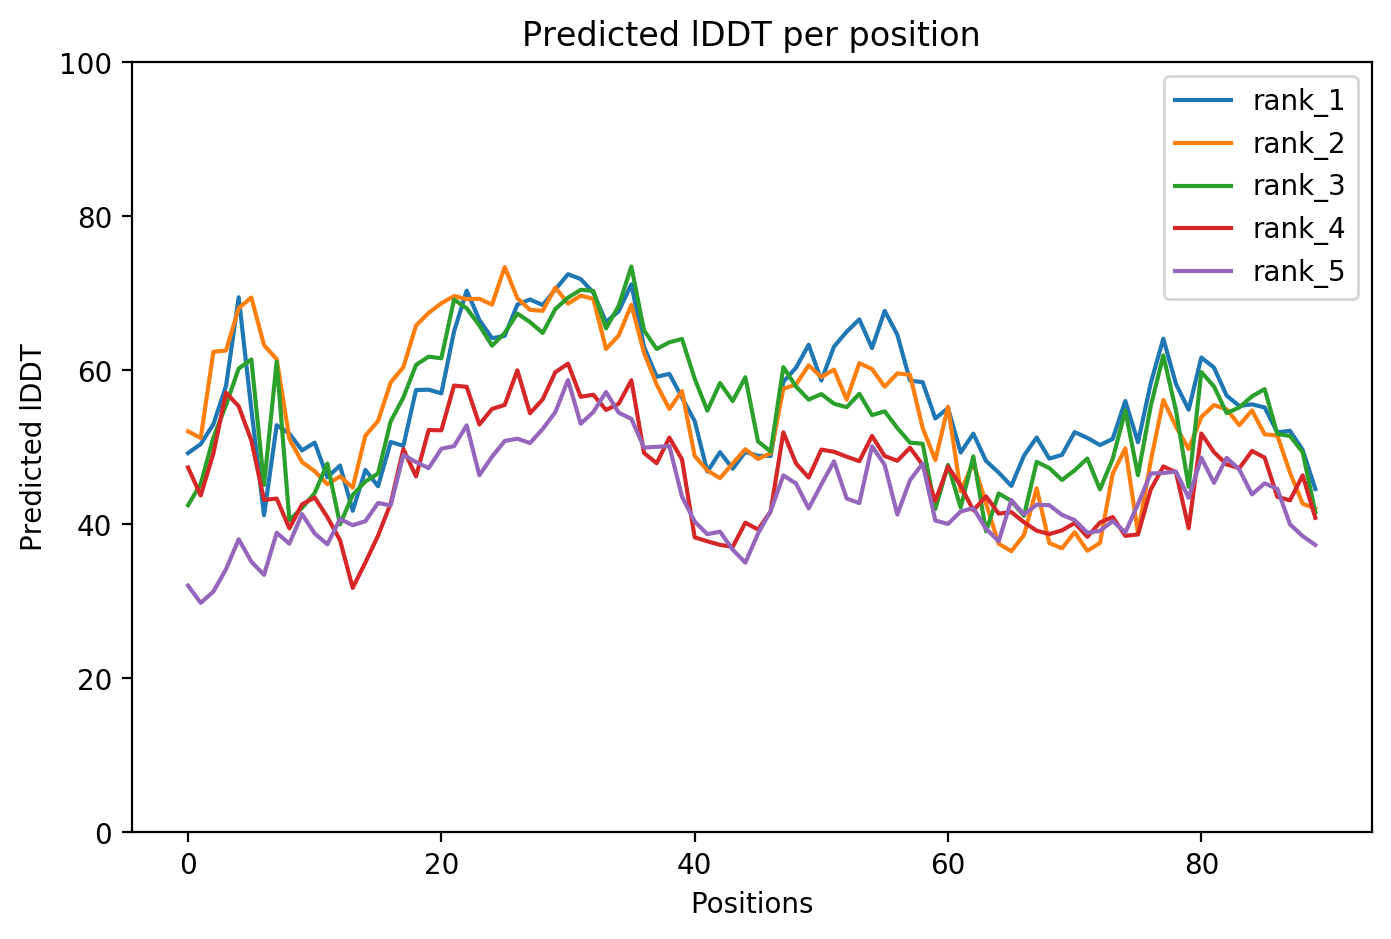 Predicted lDDT per position
100
80
60
40
20
0
Predicted lDDT
0 20 40 60 80
Positions
rank_1
rank_2
rank_3
rank_4
rank_5